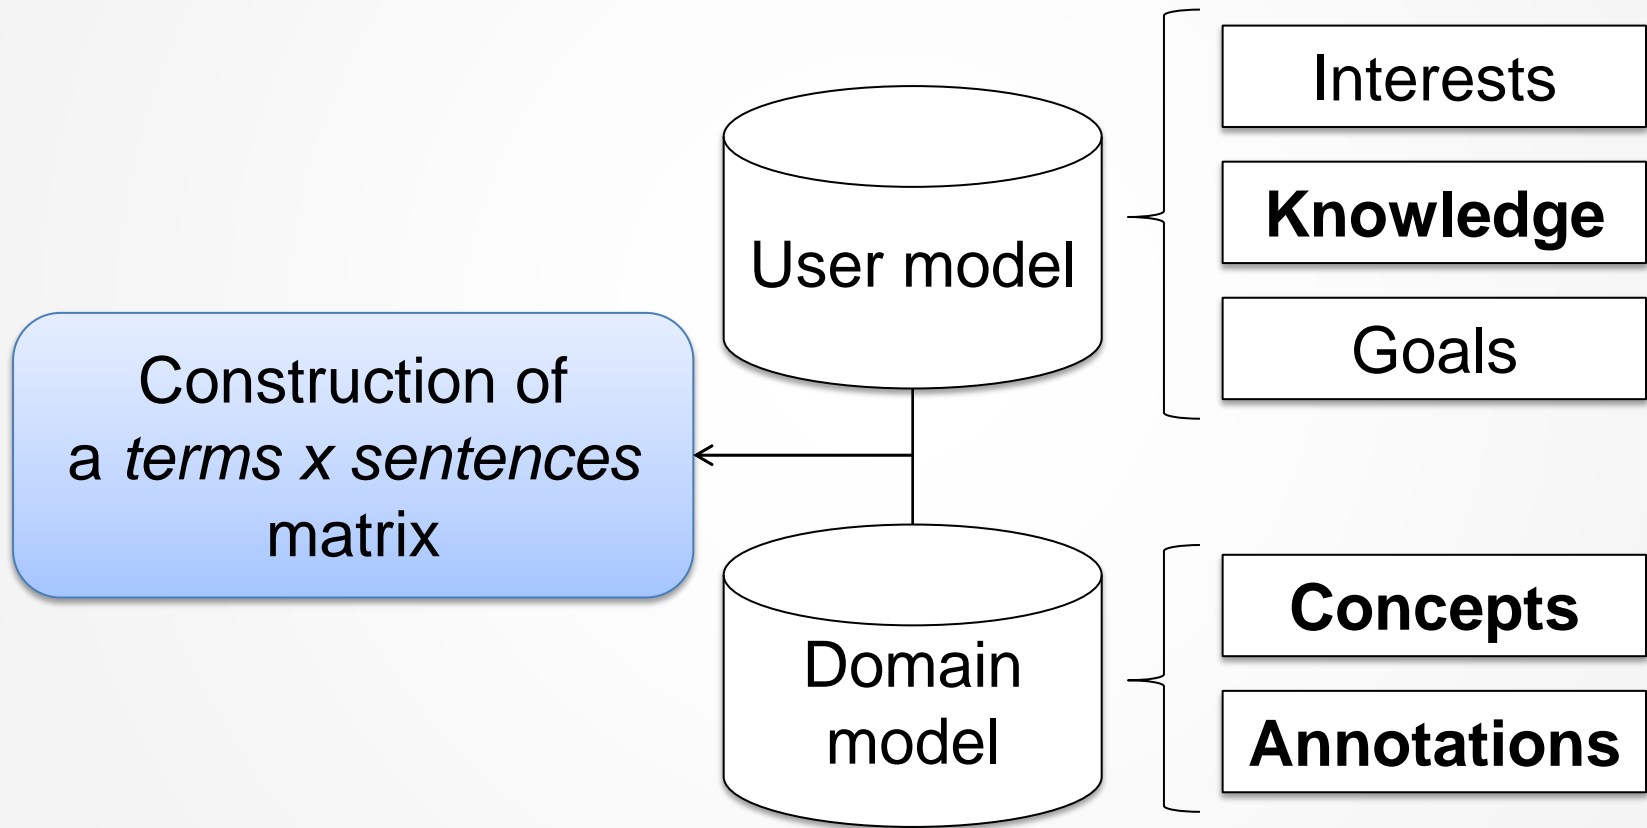 Construction of
a terms x sentences
matrix
User model
Interests
Knowledge
Goals
Domain
model
Concepts
Annotations